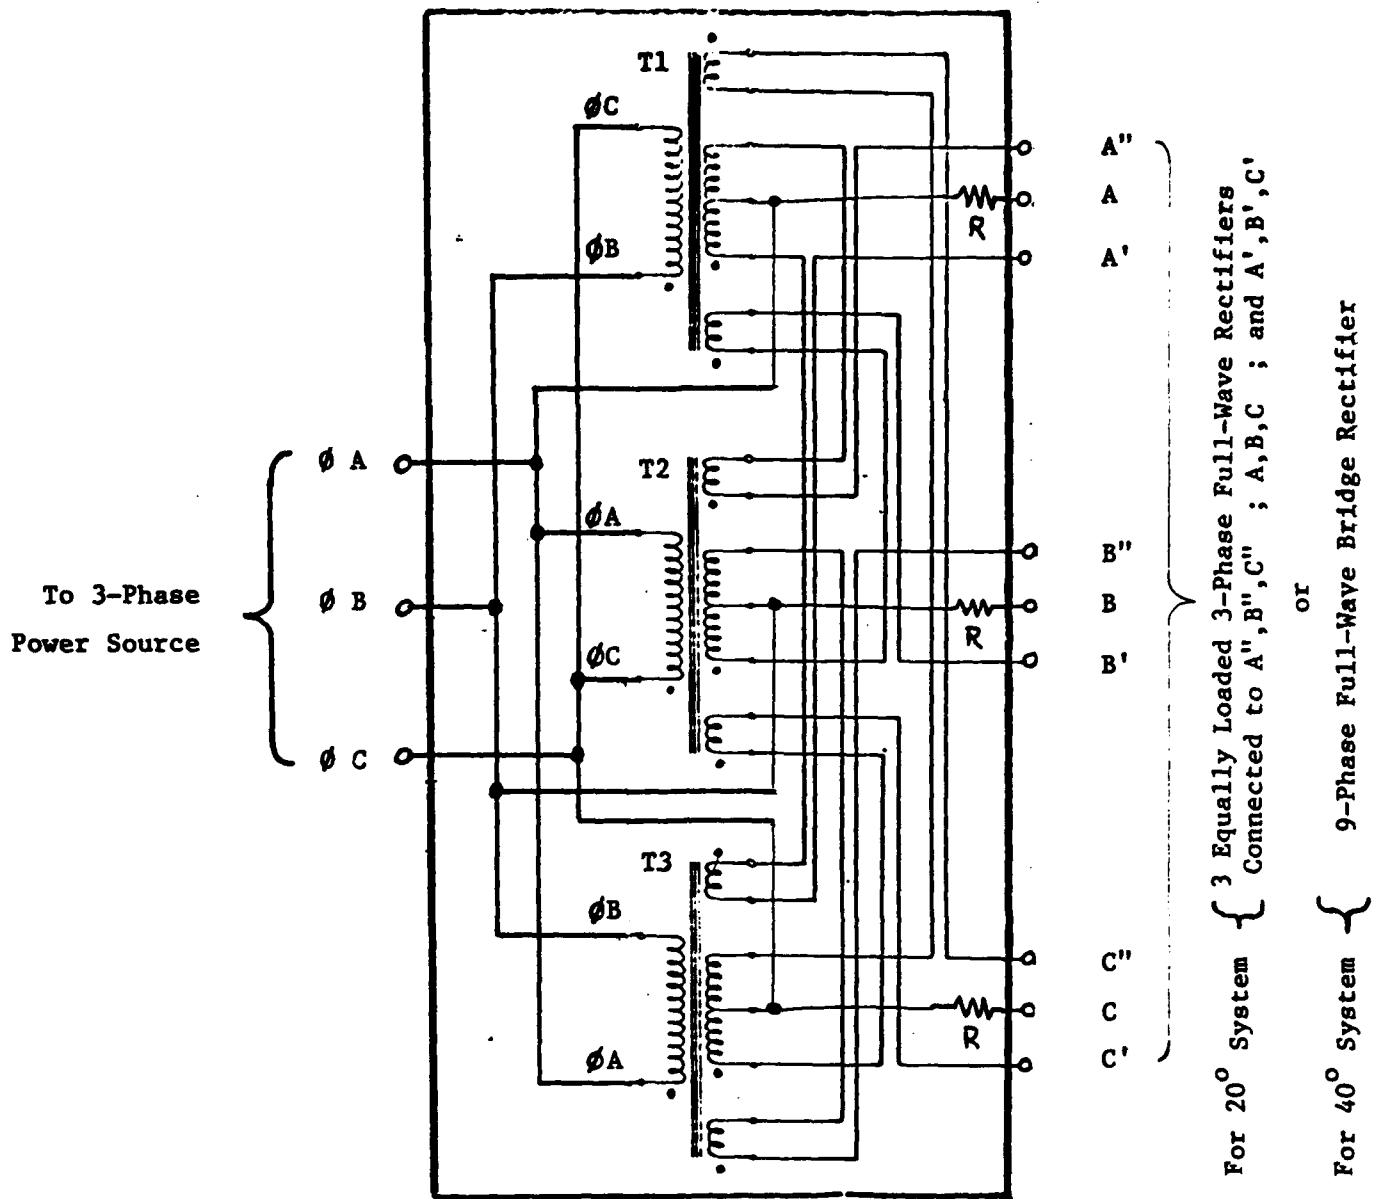 T1
øC
øB
A"
A
R
A'
ø A
T2
øA
To 3-Phase
Power Source
ø B
øC
B"
B
R
B'
ø C
T3
øB
øA
C"
C
R
C'
For 20° System { 3 Equally Loaded 3-Phase Full-Wave Rectifiers
Connected to A",B",C" ; A,B,C ; and A',B',C'
or
For 40° System { 9-Phase Full-Wave Bridge Rectifier